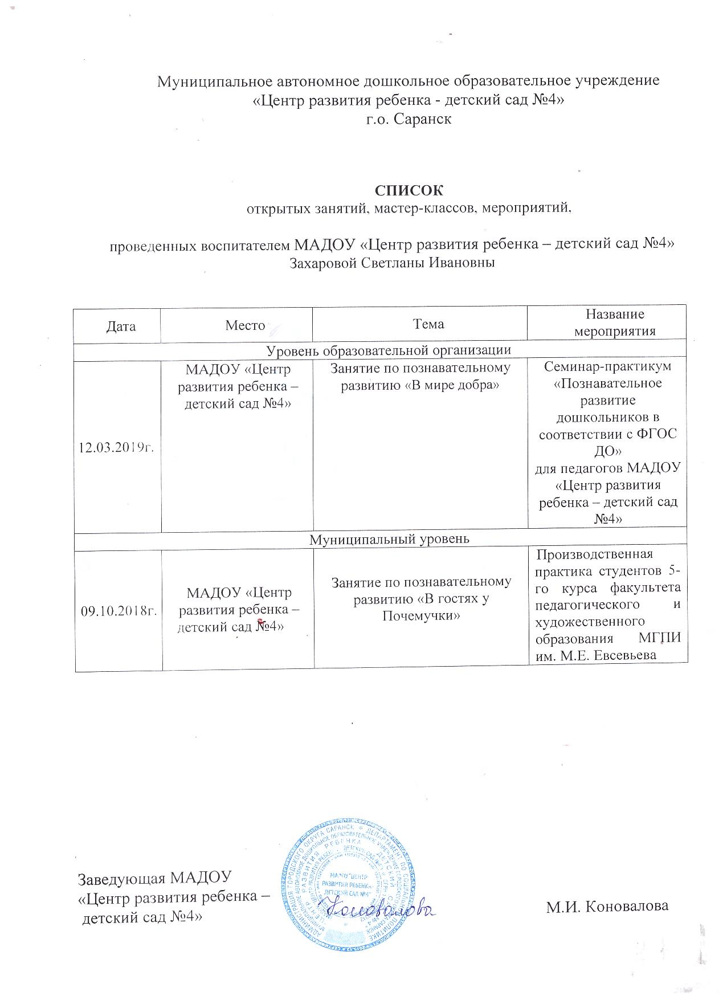 Муниципальное автономное дошкольное образовательное учреждение
«Центр развития ребенка - детский сад №4»
г.о. Саранск
СПИСОК
открытых занятий, мастер-классов, мероприятий,
проведенных воспитателем МАДОУ «Центр развития ребенка – детский сад №4»
Захаровой Светланы Ивановны
Дата
Место
Тема
Название
мероприятия
Уровень образовательной организации
12.03.2019г.
МАДОУ «Центр
развития ребенка –
детский сад №4»
Занятие по познавательному
развитию «В мире добра»
Семинар-практикум
«Познавательное
развитие
дошкольников в
соответствии с ФГОС
ДО»
для педагогов МАДОУ
«Центр развития
ребенка – детский сад
№4»
Муниципальный уровень
09.10.2018г.
МАДОУ «Центр
развития ребенка –
детский сад №4»
Занятие по познавательному
развитию «В гостях у
Почемучки»
Производственная
практика студентов 5-
го курса факультета
педагогического и
художественного
образования МГПИ
им. М.Е. Евсевьева
Заведующая МАДОУ
«Центр развития ребенка –
детский сад №4»
МАДОУ "ЦЕНТР
РАЗВИТИЯ РЕБЕНКА-
ДЕТСКИЙ САД №4"
Коновалова
М.И. Коновалова